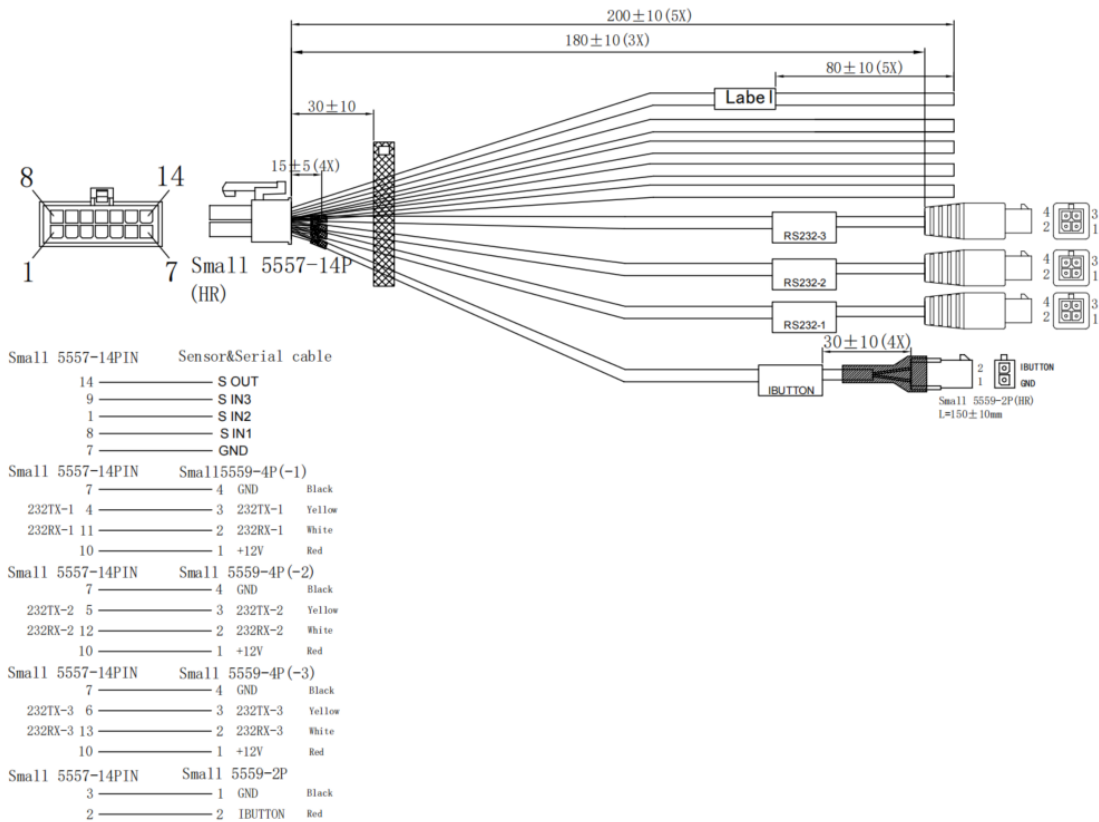 200±10(5X)
180±10(3X)
80±10(5X)
Label
30±10
15±5(4X)
8 14
1 7
Small 5557-14P
(HR)
RS232-3
4 3
2 1
RS232-2
4 3
2 1
RS232-1
4 3
2 1
30±10(4X)
IBUTTON
2 IBUTTON
1 GND
Small 5559-2P(HR)
L=150±10mm
Small 5557-14PIN Sensor&Serial cable
14 S OUT
9 S IN3
1 S IN2
8 S IN1
7 GND
Small 5557-14PIN Small5559-4P(-1)
7 4 GND Black
232TX-1 4 3 232TX-1 Yellow
232RX-1 11 2 232RX-1 White
10 1 +12V Red
Small 5557-14PIN Small 5559-4P(-2)
7 4 GND Black
232TX-2 5 3 232TX-2 Yellow
232RX-2 12 2 232RX-2 White
10 1 +12V Red
Small 5557-14PIN Small 5559-4P(-3)
7 4 GND Black
232TX-3 6 3 232TX-3 Yellow
232RX-3 13 2 232RX-3 White
10 1 +12V Red
Small 5557-14PIN Small 5559-2P
3 1 GND Black
2 2 IBUTTON Red